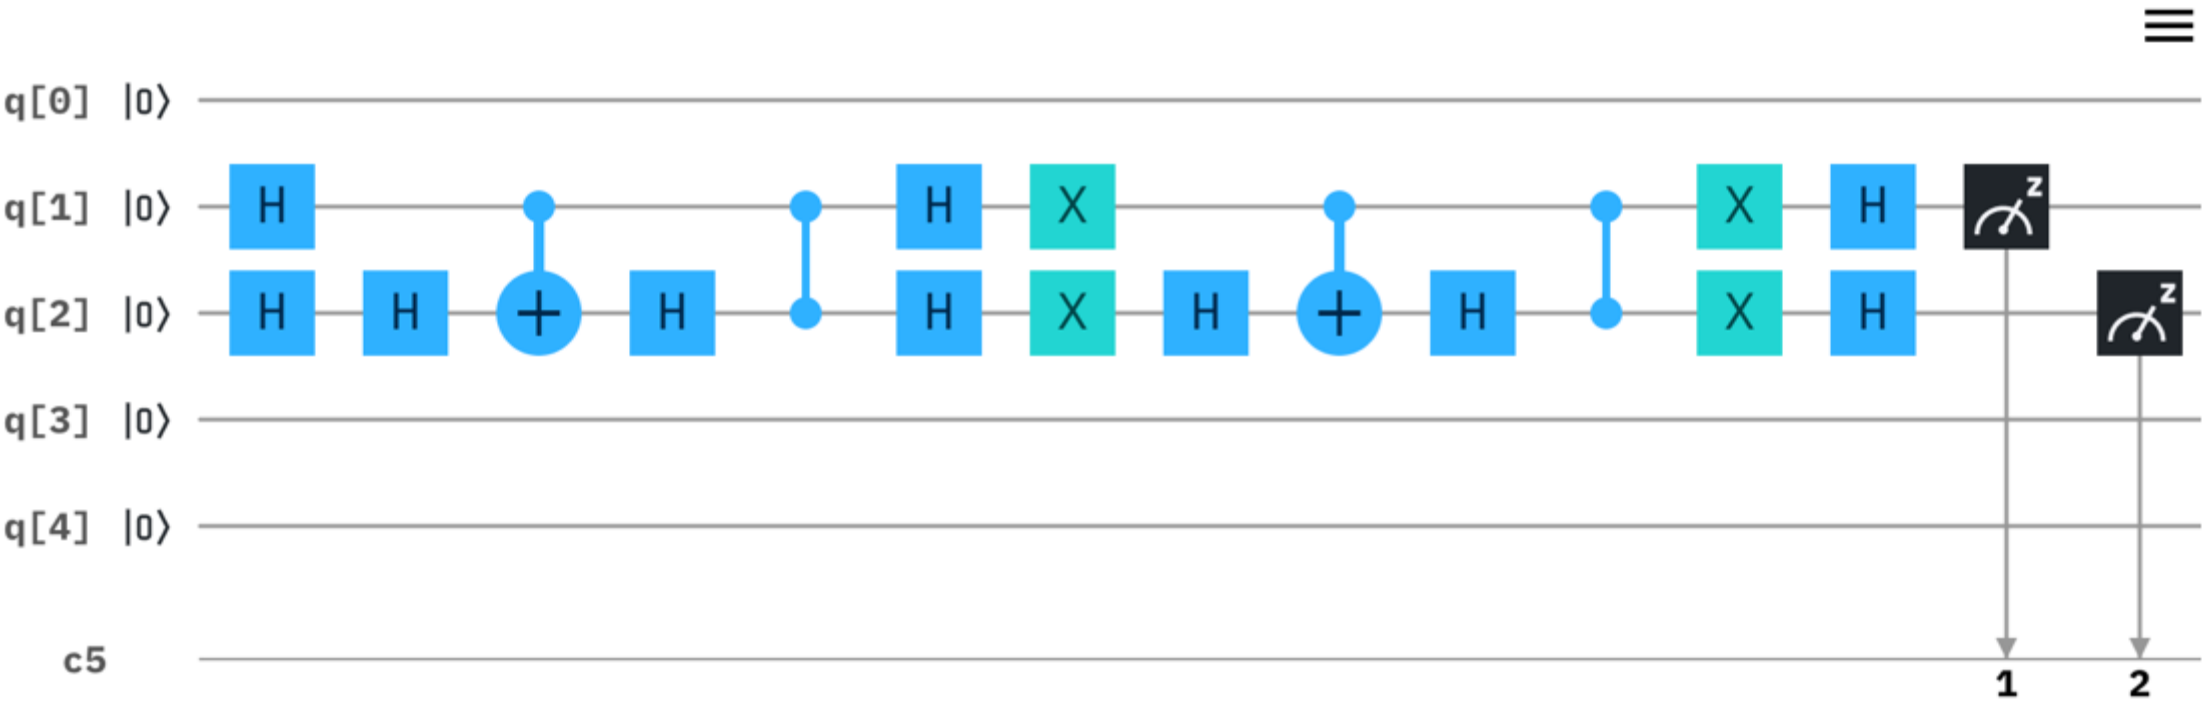 q[0] |0⟩
q[1] |0⟩ H H X X H z
q[2] |0⟩ H H + H H X H + H X H z
q[3] |0⟩
q[4] |0⟩
c5
1 2